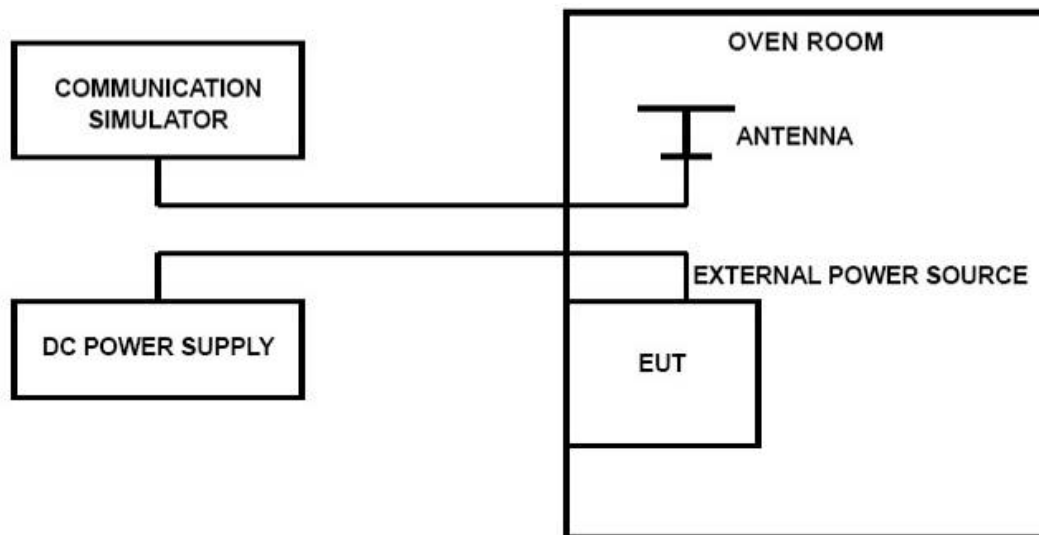 COMMUNICATION
SIMULATOR
OVEN ROOM
ANTENNA
EXTERNAL POWER SOURCE
DC POWER SUPPLY
EUT